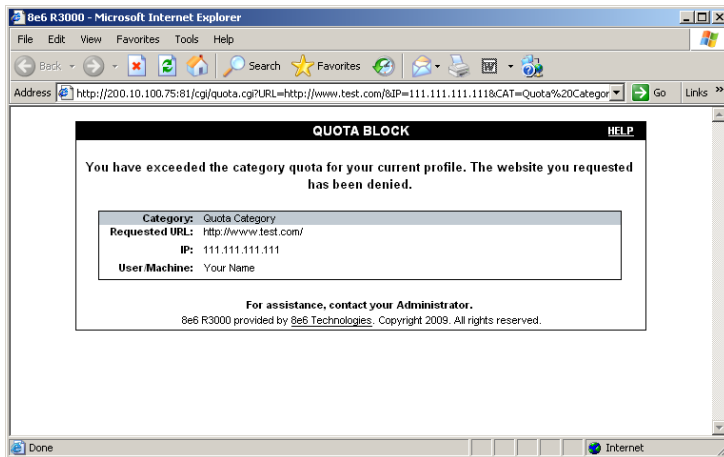 8e6 R3000 - Microsoft Internet Explorer
File Edit View Favorites Tools Help
Back Search Favorites
Address http://200.10.100.75:81/cgi/quota.cgi?URL=http://www.test.com/&IP=111.111.111.111&CAT=Quota%20Categor Go Links »
QUOTA BLOCK HELP
You have exceeded the category quota for your current profile. The website you requested
has been denied.
Category: Quota Category
Requested URL: http://www.test.com/
IP: 111.111.111.111
User/Machine: Your Name
For assistance, contact your Administrator.
8e6 R3000 provided by 8e6 Technologies. Copyright 2009. All rights reserved.
Done Internet